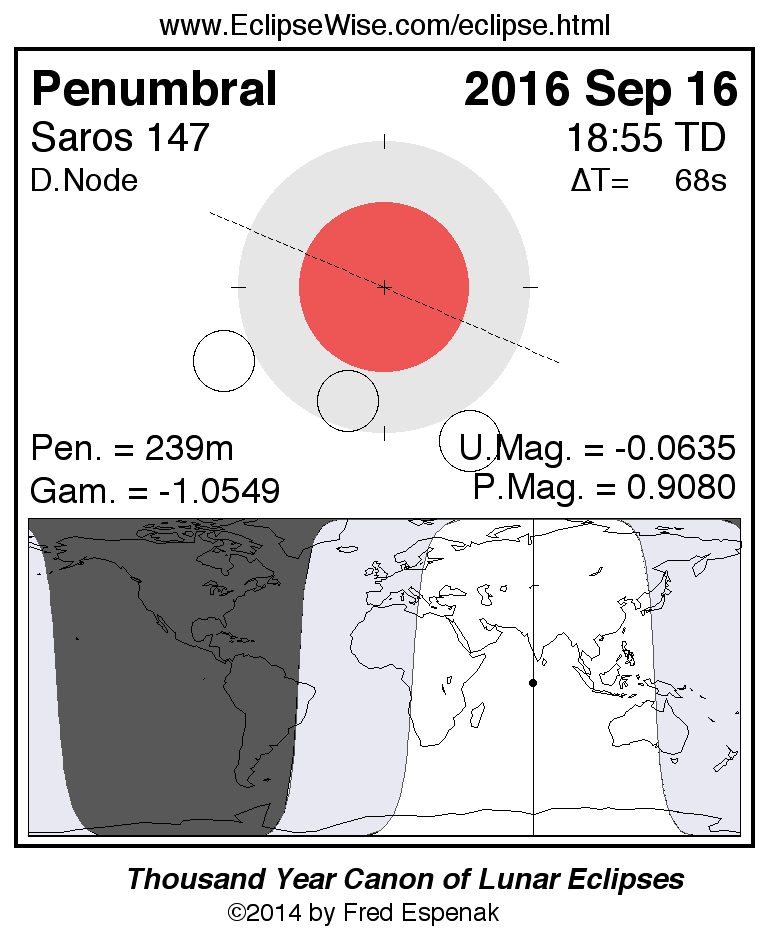 www.EclipseWise.com/eclipse.html
Penumbral 2016 Sep 16
Saros 147 18:55 TD
D.Node ΔT= 68s
Pen. = 239m U.Mag. = -0.0635
Gam. = -1.0549 P.Mag. = 0.9080
Thousand Year Canon of Lunar Eclipses
©2014 by Fred Espenak